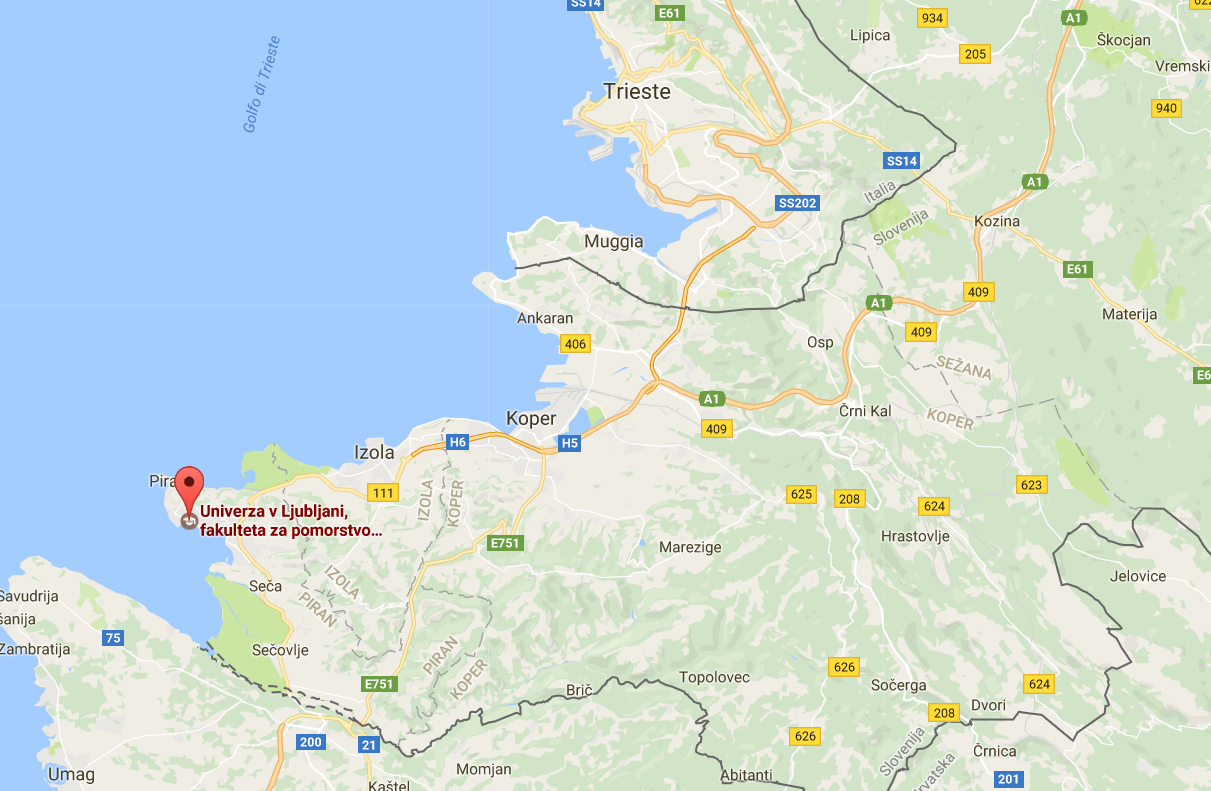 SS14
E61
934
Lipica
A1
Škocjan
205
Vremski
Golfo di Trieste
Trieste
940
SS14
A1
Italia
Slovenija
SS202
Kozina
Muggia
E61
409
A1
Ankaran
Materija
409
406
Osp
SEŽANA
KOPER
E6
A1
Črni Kal
Koper
409
H6
H5
Izola
111
IZOLA
KOPER
Pira
625
208
623
624
Univerza v Ljubljani,
fakulteta za pomorstvo...
E751
Marezige
Hrastovlje
Seča
IZOLA
PIRAN
Jelovice
Savudrija
šanija
75
Zambratija
Sečovlje
PIRAN
KOPER
E751
626
Topolovec
Sočerga
624
Brič
208
Dvori
200
21
626
Slovenija
Hrvatska
Črnica
Umag
Momjan
Kaštel
Abitanti
201